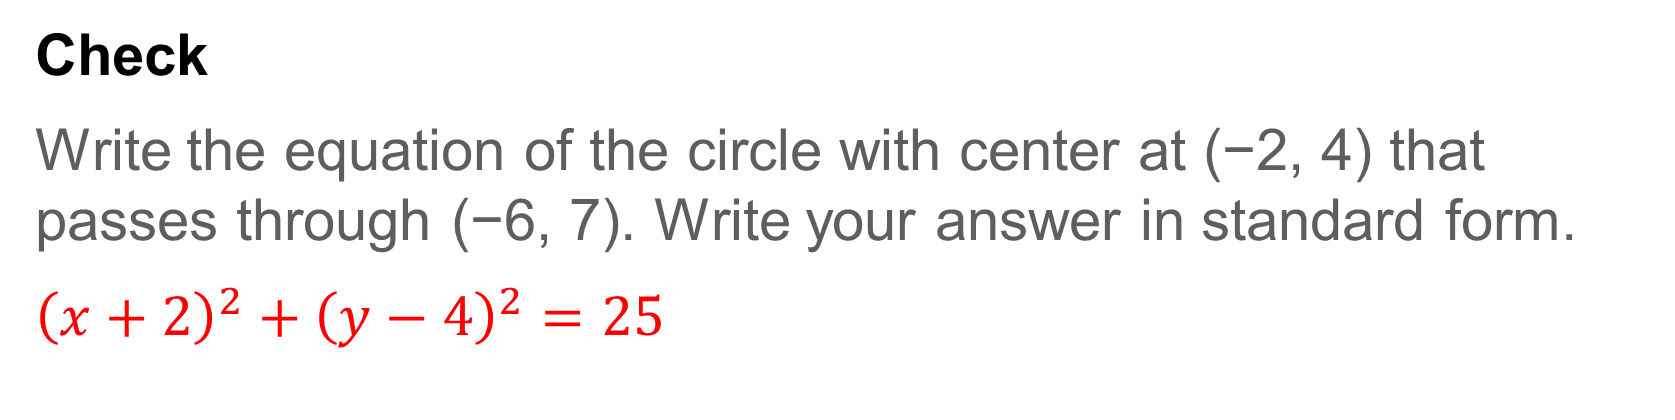 Check
Write the equation of the circle with center at (−2, 4) that
passes through (−6, 7). Write your answer in standard form.
(x + 2)² + (y − 4)² = 25